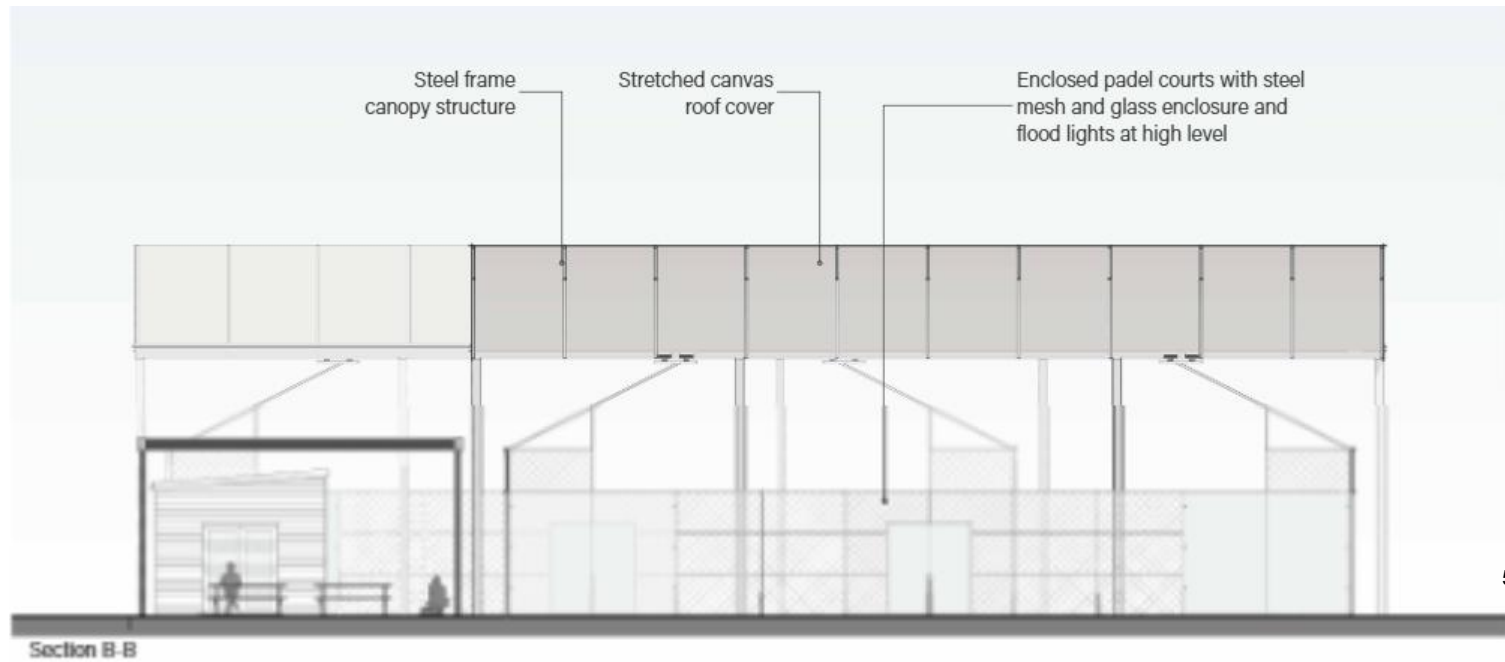 Steel frame
canopy structure
Stretched canvas
roof cover
Enclosed padel courts with steel
mesh and glass enclosure and
flood lights at high level
5
Section B-B